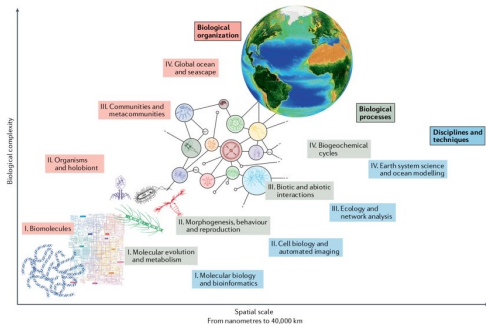 Biological
organization
IV. Global ocean
and seascape
Biological
processes
III. Communities and
metacommunities
Disciplines and
techniques
IV. Biogeochemical
cycles
II. Organisms
and holobiont
IV. Earth system science
and ocean modelling
III. Biotic and abiotic
interactions
III. Ecology and
network analysis
II. Morphogenesis, behaviour
and reproduction
I. Biomolecules
II. Cell biology and
automated imaging
I. Molecular evolution
and metabolism
I. Molecular biology
and bioinformatics
Biological complexity
Spatial scale
From nanometres to 40,000 km